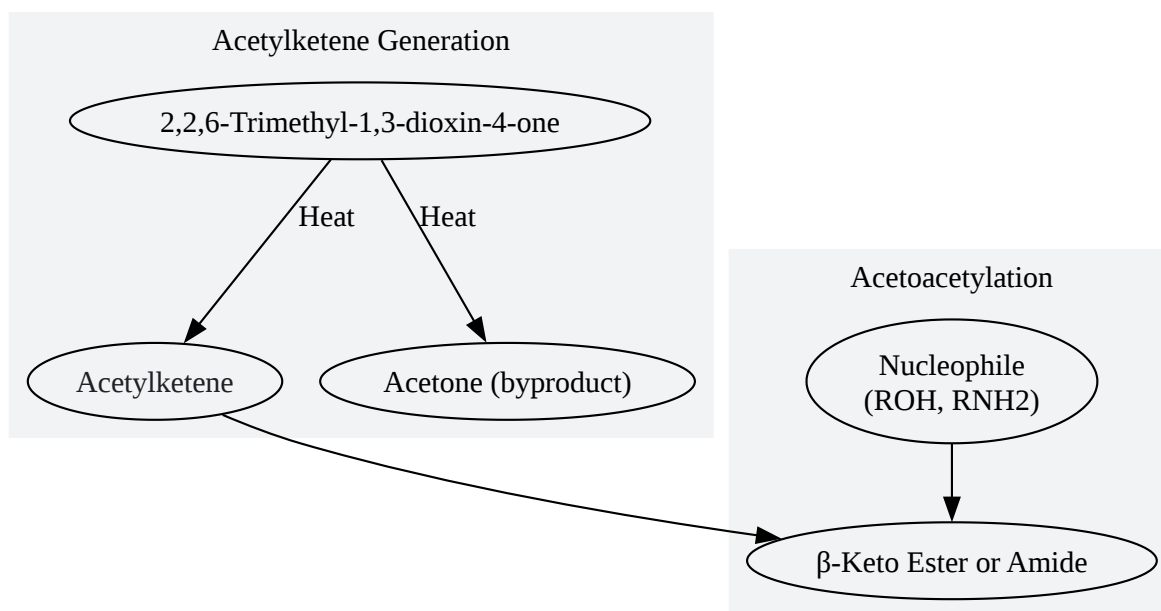 Acetylketene Generation
2,2,6-Trimethyl-1,3-dioxin-4-one
Heat
Heat
Acetylketene
Acetone (byproduct)
Acetoacetylation
Nucleophile
(ROH, RNH2)
β-Keto Ester or Amide